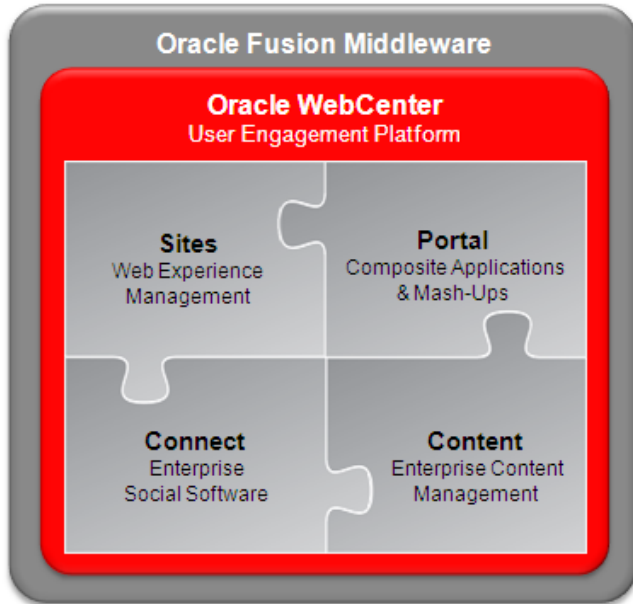 Oracle Fusion Middleware
Oracle WebCenter
User Engagement Platform
Sites
Web Experience
Management
Portal
Composite Applications
& Mash-Ups
Connect
Enterprise
Social Software
Content
Enterprise Content
Management